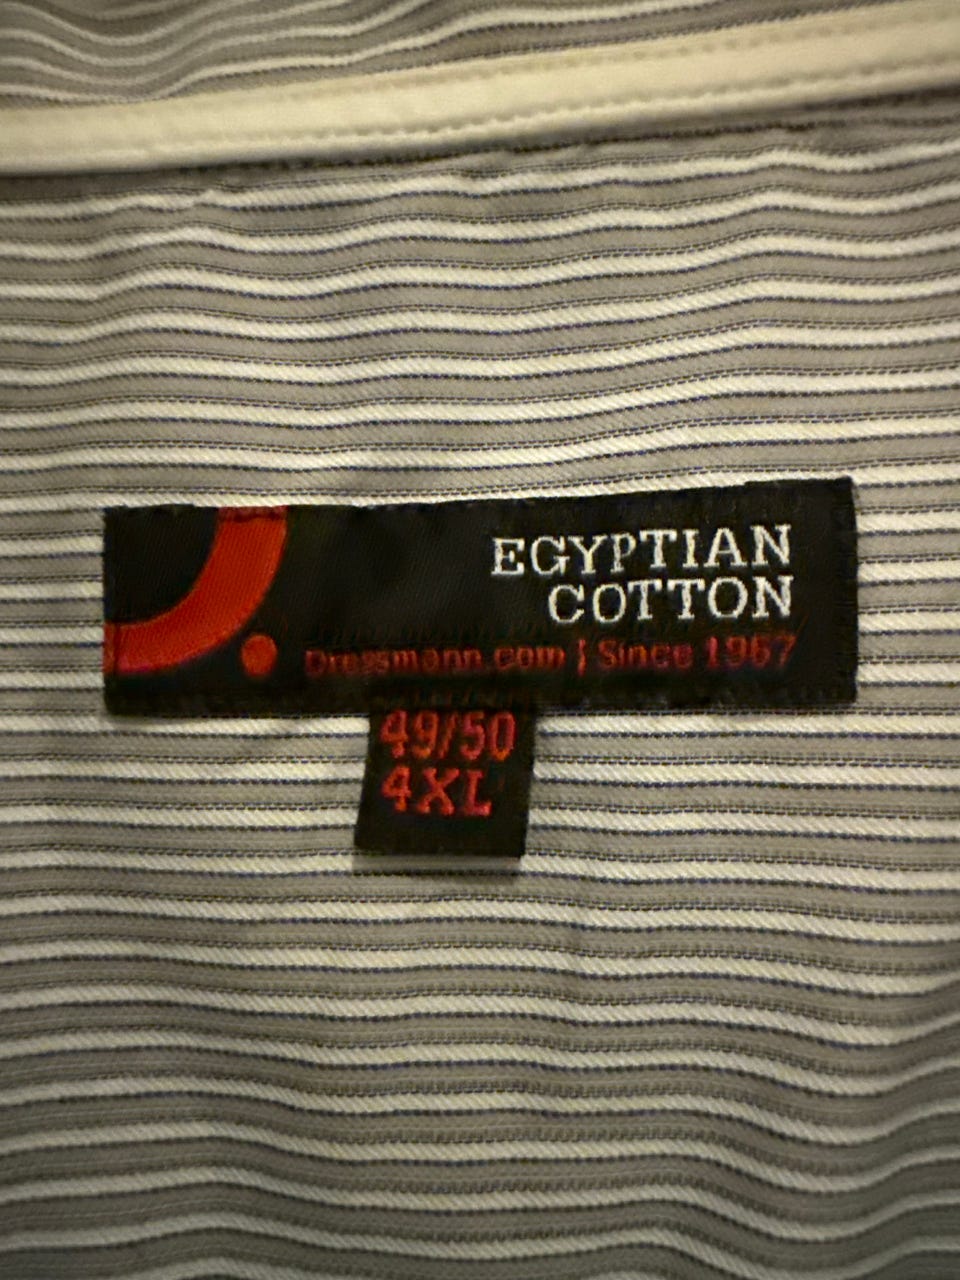 EGYPTIAN
COTTON
Dressmann.com | Since 1967
49/50
4XL